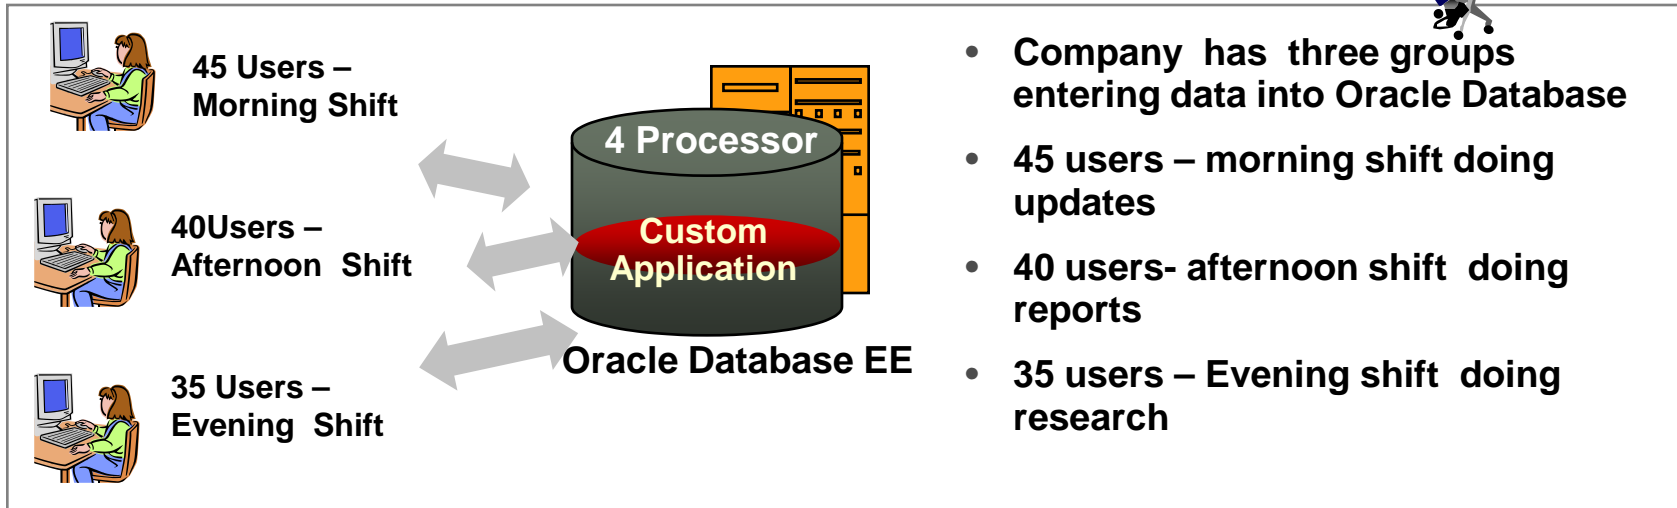 45 Users –
Morning Shift
40Users –
Afternoon  Shift
35 Users –
Evening  Shift
4 Processor
Custom
Application
Oracle Database EE
• Company  has  three groups
entering data into Oracle Database
• 45 users – morning shift doing
updates
• 40 users- afternoon shift  doing
reports
• 35 users – Evening shift  doing
research